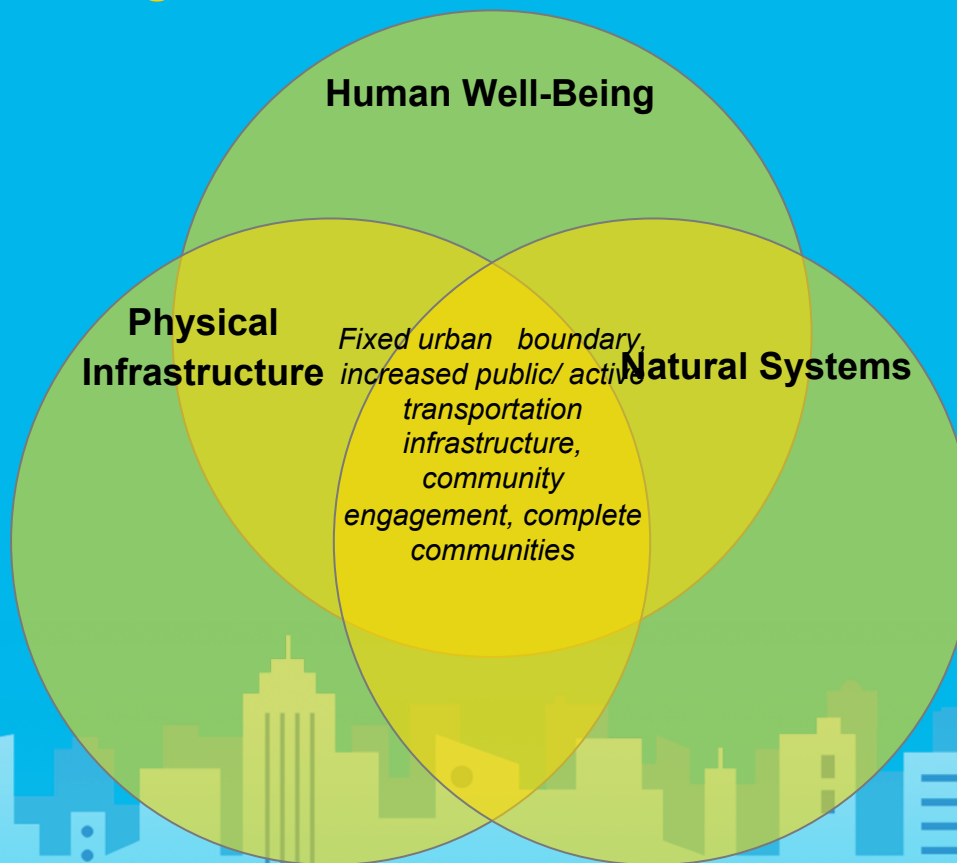 Human Well-Being
Physical
Infrastructure
Fixed urban boundary,
increased public/ active
transportation
infrastructure,
community
engagement, complete
communities
Natural Systems